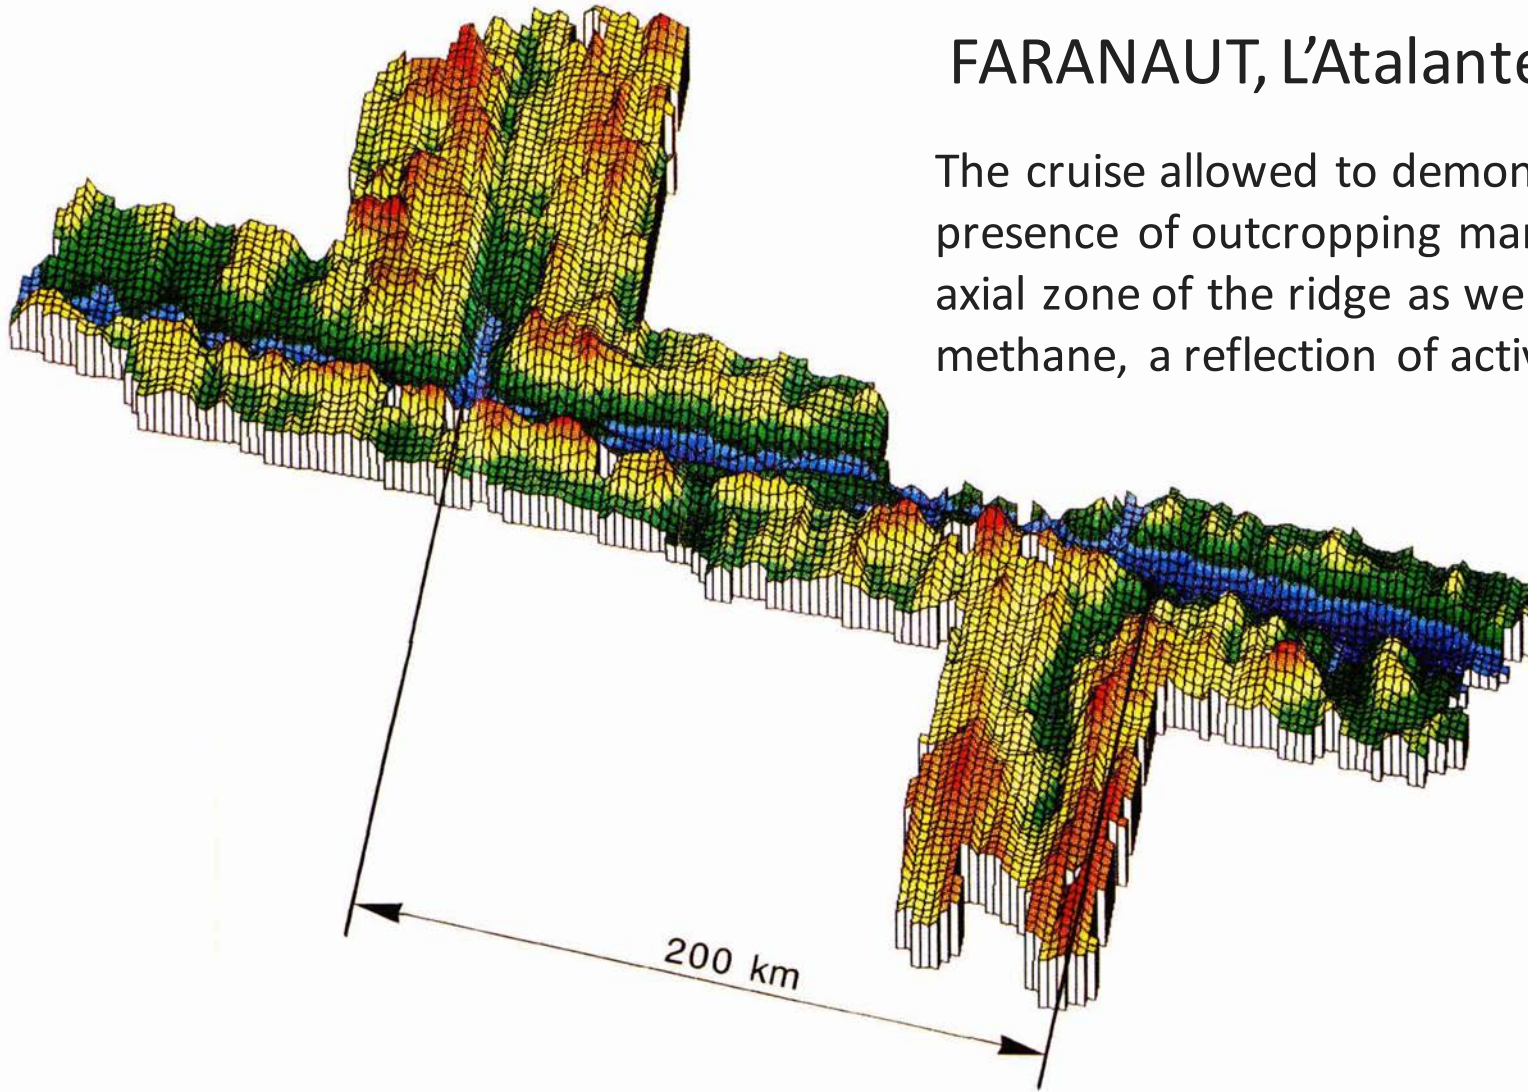 FARANAUT, L’Atalante
The cruise allowed to demon
presence of outcropping ma
axial zone of the ridge as we
methane, a reflection of activ
200 km